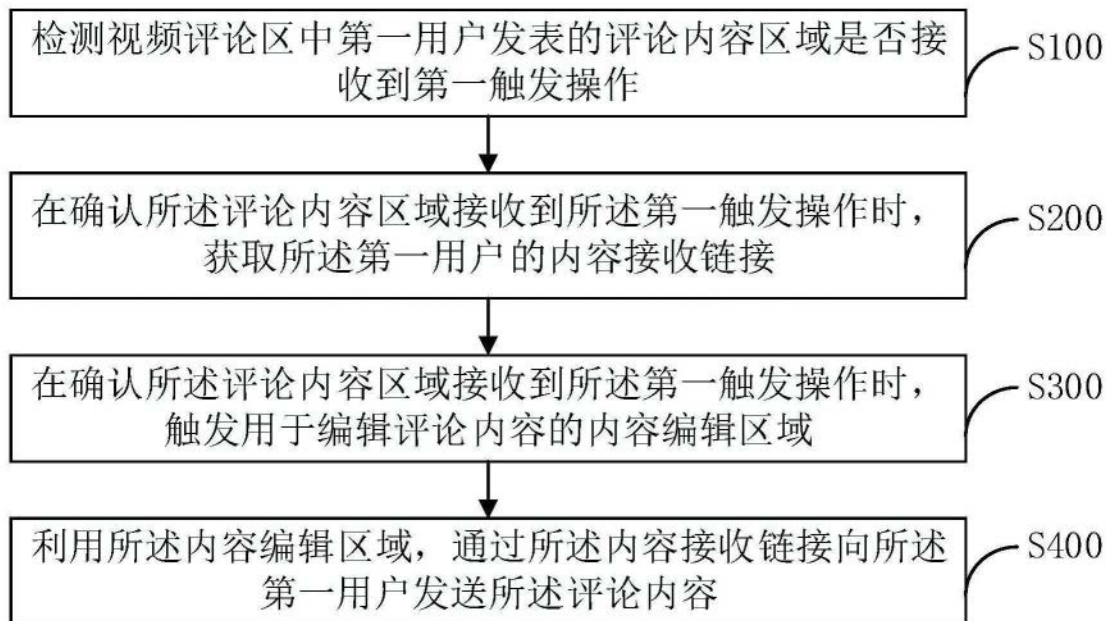 检测视频评论区中第一用户发表的评论内容区域是否接
收到第一触发操作
S100
在确认所述评论内容区域接收到所述第一触发操作时，
获取所述第一用户的内容接收链接
S200
在确认所述评论内容区域接收到所述第一触发操作时，
触发用于编辑评论内容的内容编辑区域
S300
利用所述内容编辑区域，通过所述内容接收链接向所述
第一用户发送所述评论内容
S400